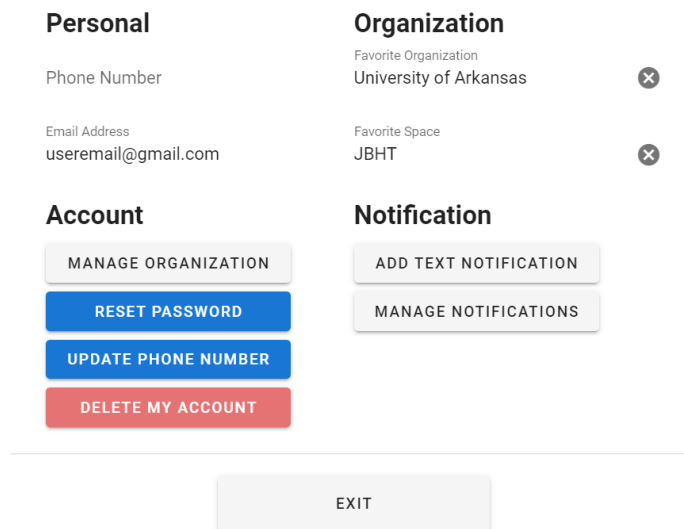 Personal
Organization
Phone Number
Favorite Organization
University of Arkansas
Email Address
useremail@gmail.com
Favorite Space
JBHT
Account
MANAGE ORGANIZATION
RESET PASSWORD
UPDATE PHONE NUMBER
DELETE MY ACCOUNT
Notification
ADD TEXT NOTIFICATION
MANAGE NOTIFICATIONS
EXIT